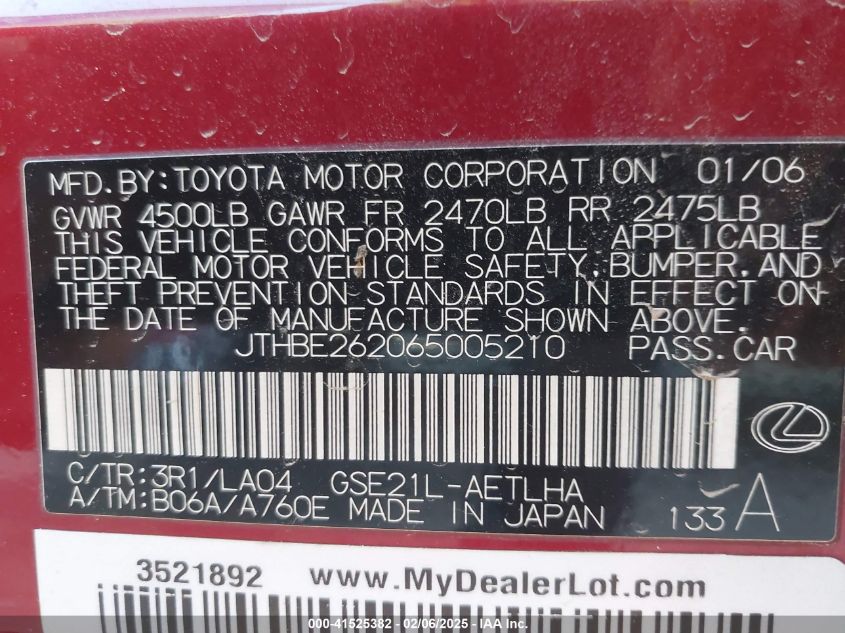 MFD.BY:TOYOTA MOTOR CORPORATION 01/06
GVWR 4500LB GAWR FR 2470LB RR 2475LB
THIS VEHICLE CONFORMS TO ALL APPLICABLE
FEDERAL MOTOR VEHICLE SAFETY,BUMPER,AND
THEFT PREVENTION STANDARDS IN EFFECT ON
THE DATE OF MANUFACTURE SHOWN ABOVE.
JTHBE262065005210 PASS.CAR
C/TR:3R1/LA04 GSE21L-AETLHA
A/TM:B06A/A760E MADE IN JAPAN 133 A
3521892 www.MyDealerLot.com
000-41525382 - 02/06/2025 - IAA Inc.